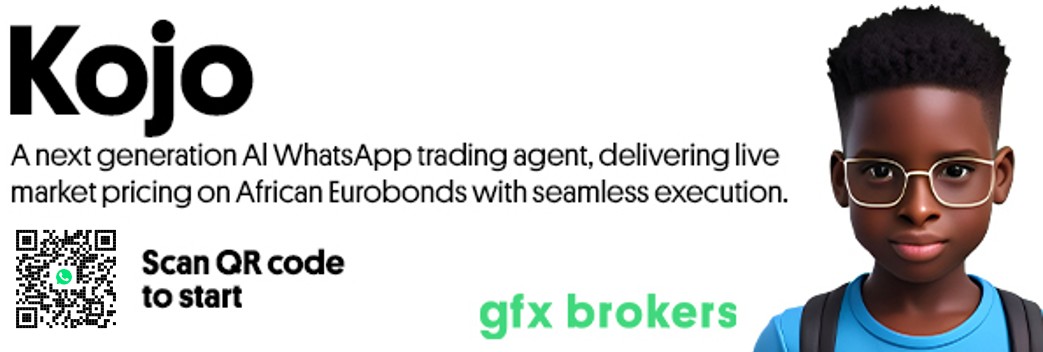 Kojo
A next generation AI WhatsApp trading agent, delivering live
market pricing on African Eurobonds with seamless execution.
Scan QR code
to start
gfx brokers